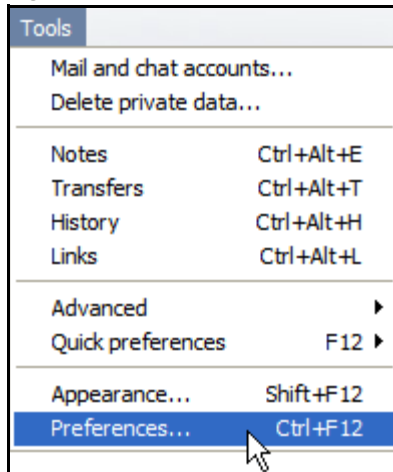 Tools
Mail and chat accounts...
Delete private data...
Notes Ctrl+Alt+E
Transfers Ctrl+Alt+T
History Ctrl+Alt+H
Links Ctrl+Alt+L
Advanced
Quick preferences F12
Appearance... Shift+F12
Preferences... Ctrl+F12